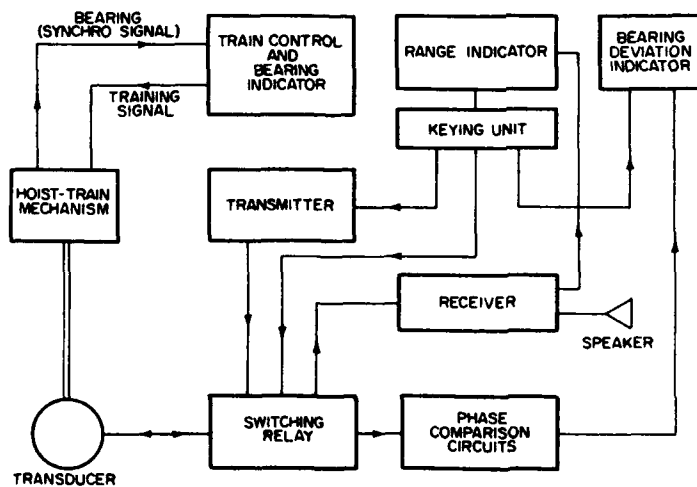 BEARING
(SYNCHRO SIGNAL)
TRAIN CONTROL
AND
BEARING
INDICATOR
TRAINING
SIGNAL
RANGE INDICATOR
BEARING
DEVIATION
INDICATOR
KEYING UNIT
HOIST-TRAIN
MECHANISM
TRANSMITTER
RECEIVER
SPEAKER
SWITCHING
RELAY
PHASE
COMPARISON
CIRCUITS
TRANSDUCER